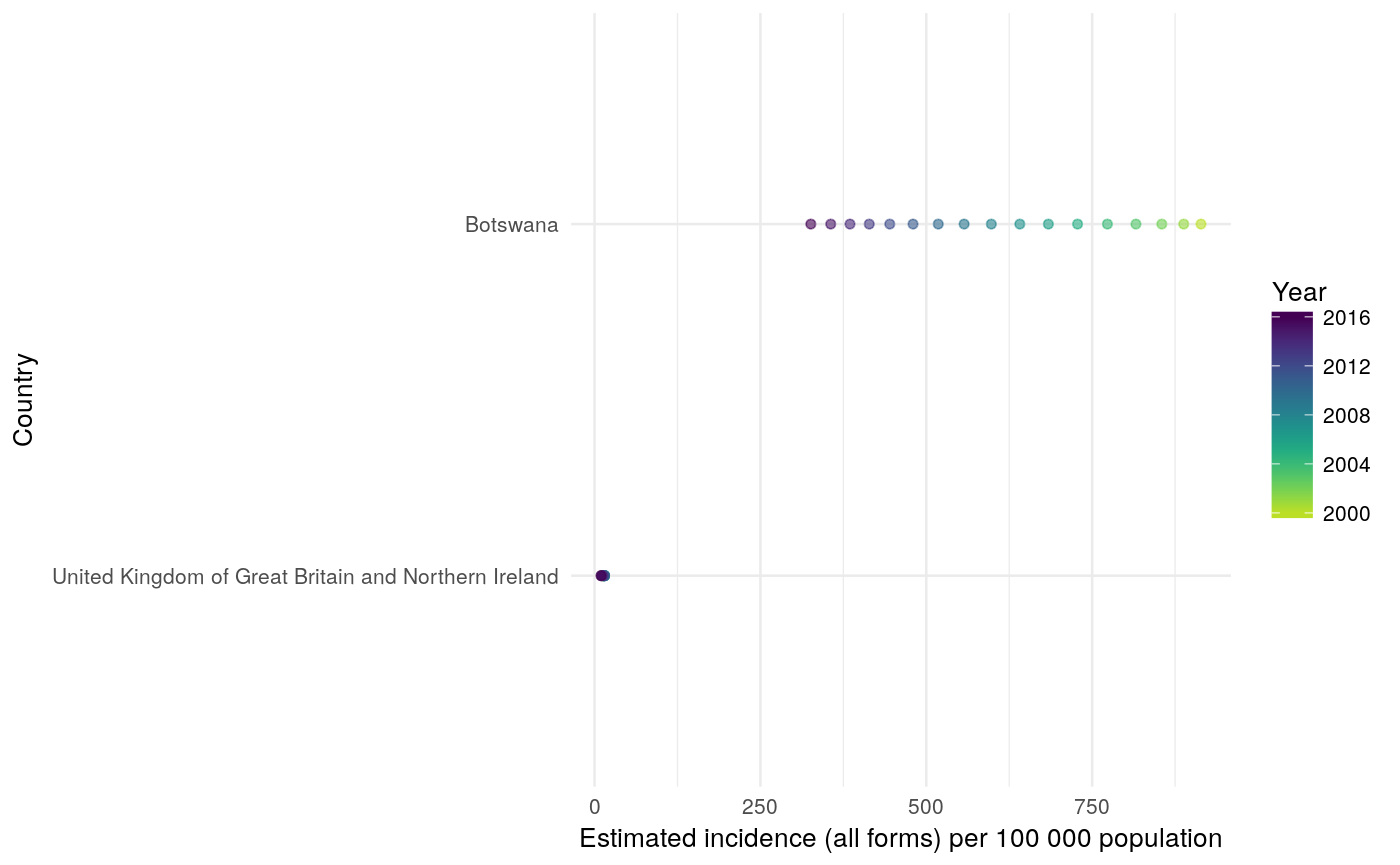 Botswana
United Kingdom of Great Britain and Northern Ireland
Country
0 250 500 750
Estimated incidence (all forms) per 100 000 population
Year
2016
2012
2008
2004
2000